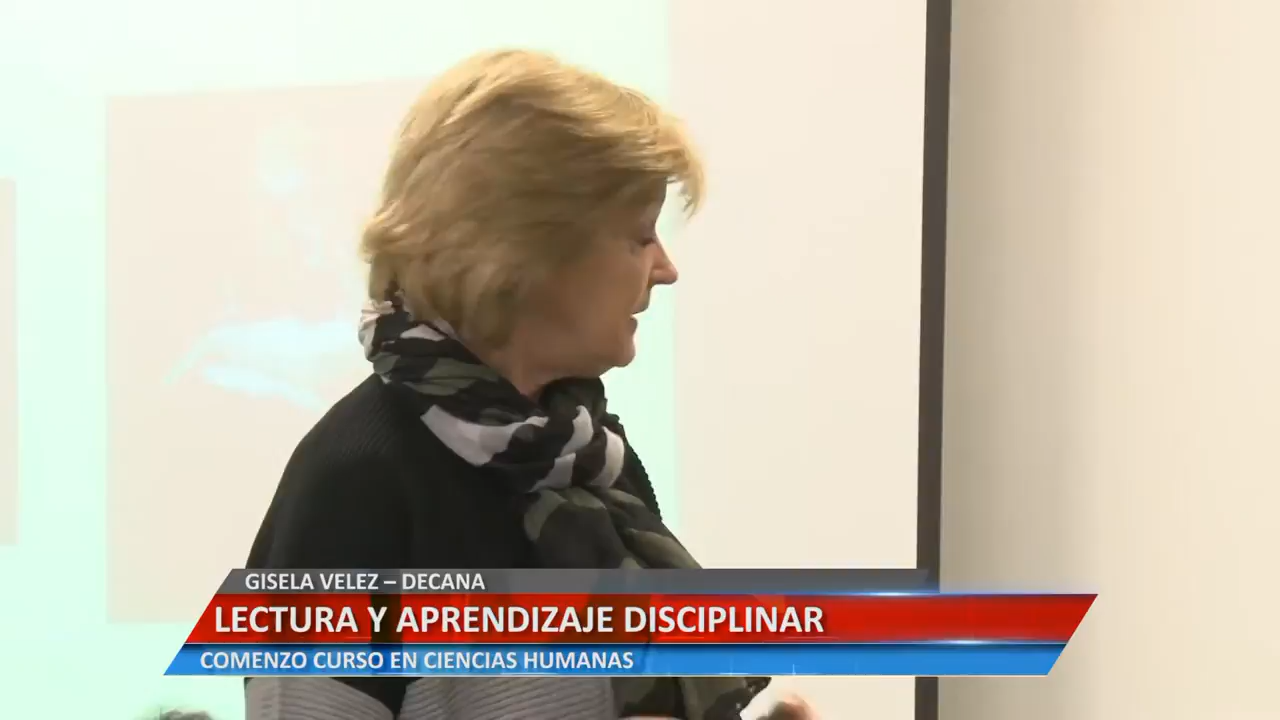 GISELA VELEZ – DECANA
LECTURA Y APRENDIZAJE DISCIPLINAR
COMENZO CURSO EN CIENCIAS HUMANAS